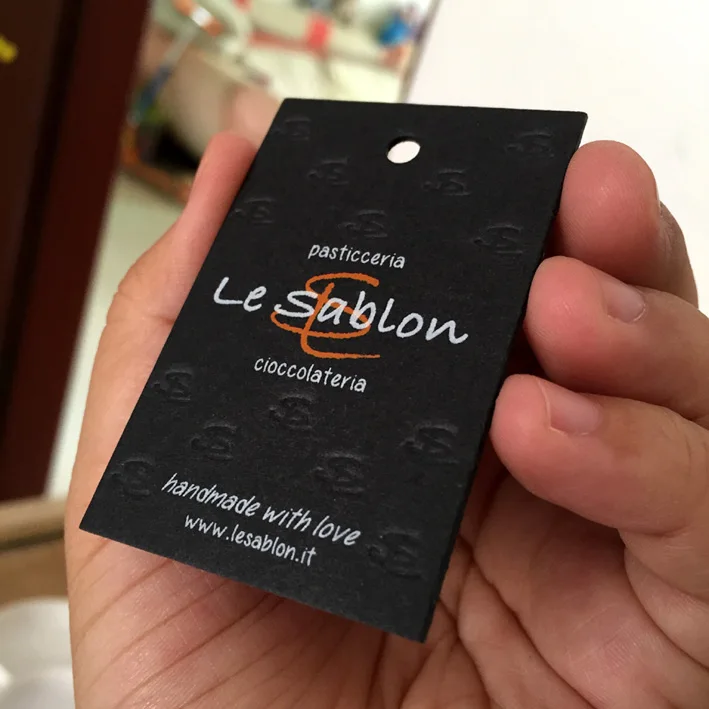 pasticceria
Le Sablon
cioccolateria
handmade with love
www.lesablon.it